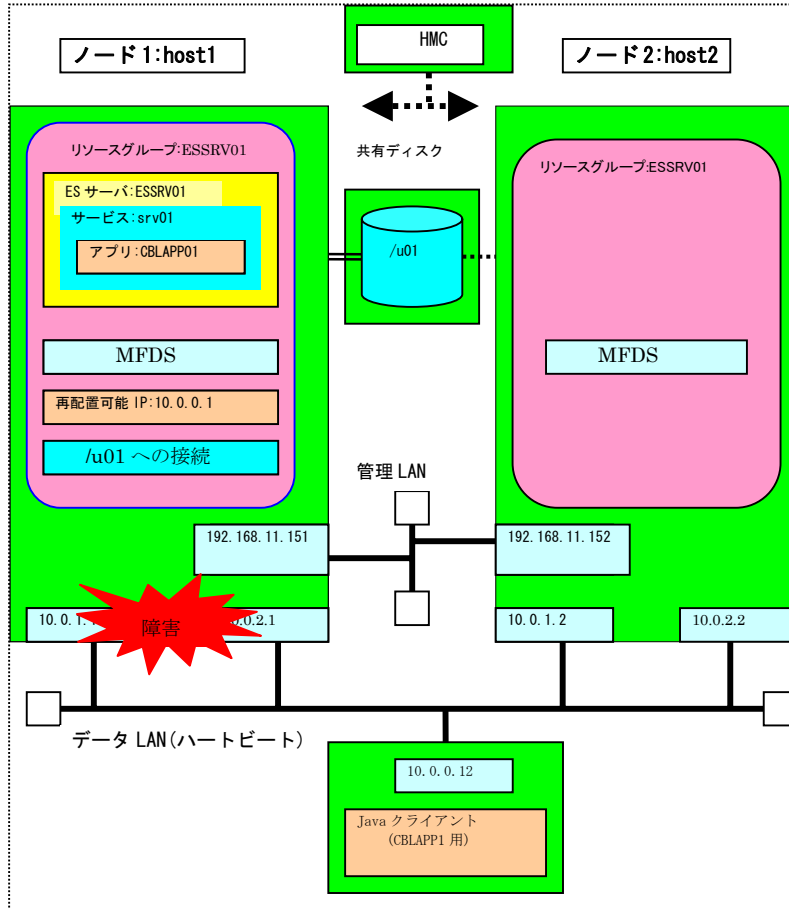 HMC
ノード1:host1
ノード2:host2
リソースグループ:ESSRV01
ES サーバ:ESSRV01
サービス:srv01
アプリ:CBLAPP01
MFDS
再配置可能 IP:10.0.0.1
/u01 への接続
共有ディスク
/u01
リソースグループ:ESSRV01
MFDS
管理 LAN
192.168.11.151
192.168.11.152
10.0.1.
障害
.0.2.1
10.0.1.2
10.0.2.2
データ LAN(ハートビート)
10.0.0.12
Java クライアント
(CBLAPP1 用)